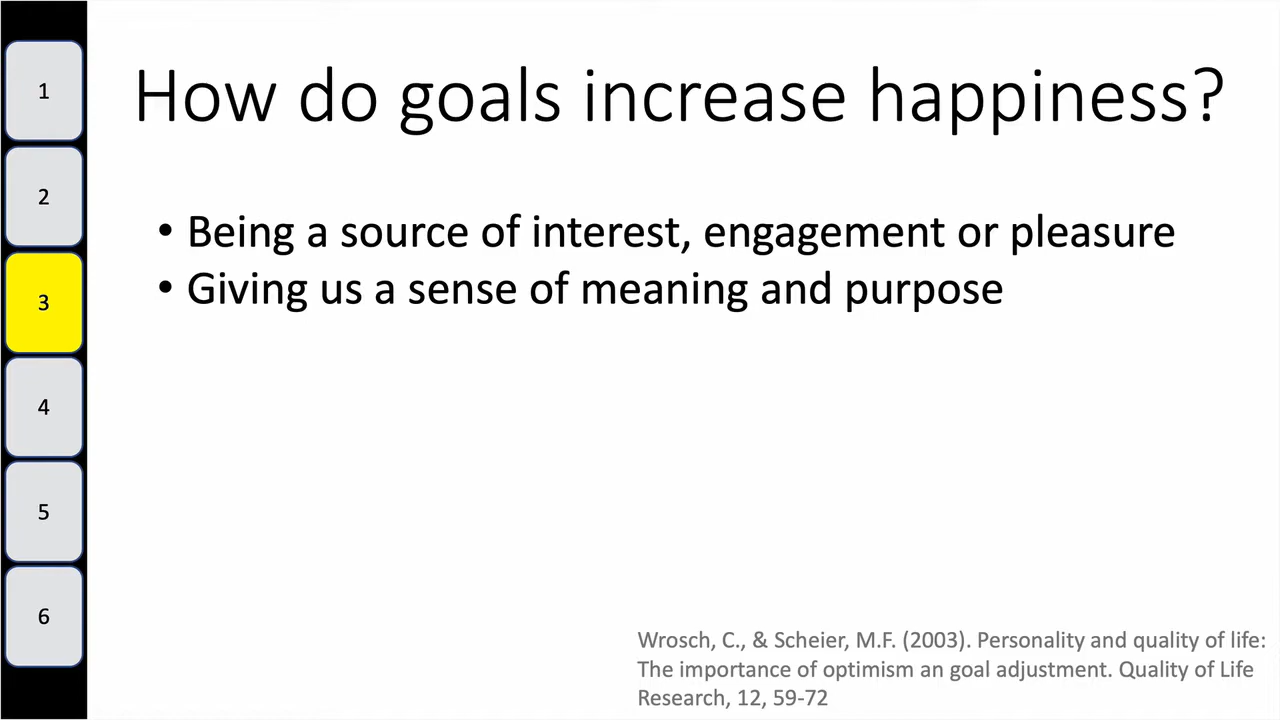 1
2
3
4
5
6
How do goals increase happiness?
• Being a source of interest, engagement or pleasure
• Giving us a sense of meaning and purpose
Wrosch, C., & Scheier, M.F. (2003). Personality and quality of life:
The importance of optimism an goal adjustment. Quality of Life
Research, 12, 59-72